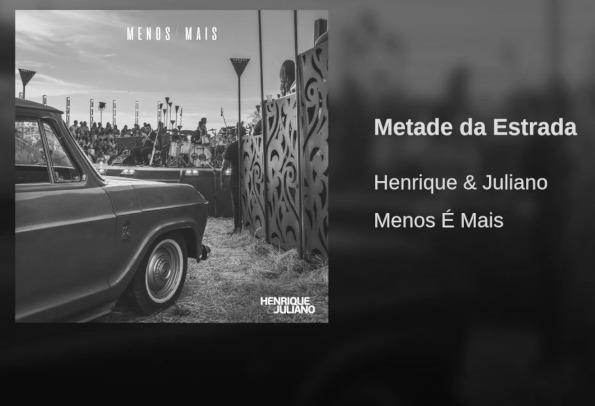 MENOS É MAIS
Metade da Estrada
Henrique & Juliano
Menos É Mais
HENRIQUE
&JULIANO